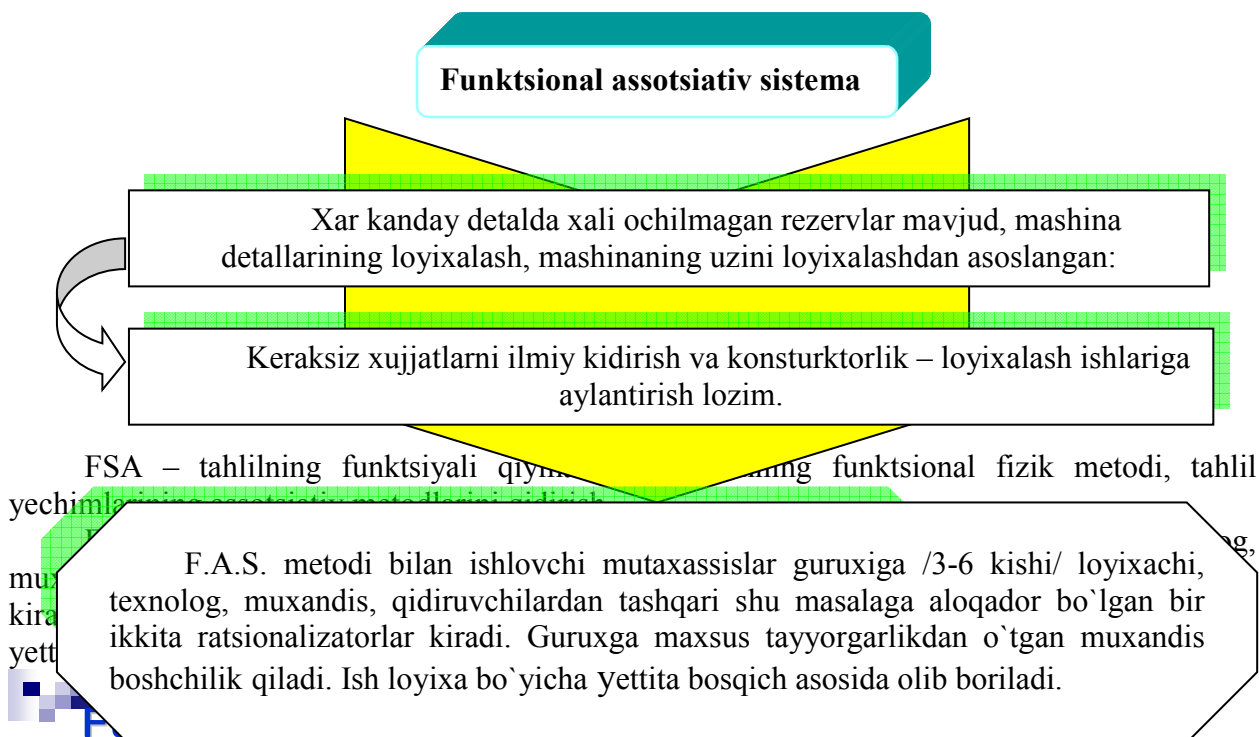 Funktsional assotsiativ sistema
Xar kanday detalda xali ochilmagan rezervlar mavjud, mashina
detallarining loyixalash, mashinaning uzini loyixalashdan asoslangan:
Keraksiz xujjatlarni ilmiy kidirish va konsturktorlik – loyixalash ishlariga
aylantirish lozim.
FSA – tahlilning funktsiyali funktsional fizik metodi, tahlil
F.A.S. metodi bilan ishlovchi mutaxassislar guruxiga /3-6 kishi/ loyixachi,
texnolog, muxandis, qidiruvchilardan tashqari shu masalaga aloqador bo`lgan bir
ikkita ratsionalizatorlar kiradi. Guruxga maxsus tayyorgarlikdan o`tgan muxandis
boshchilik qiladi. Ish loyixa bo`yicha yettita bosqich asosida olib boriladi.